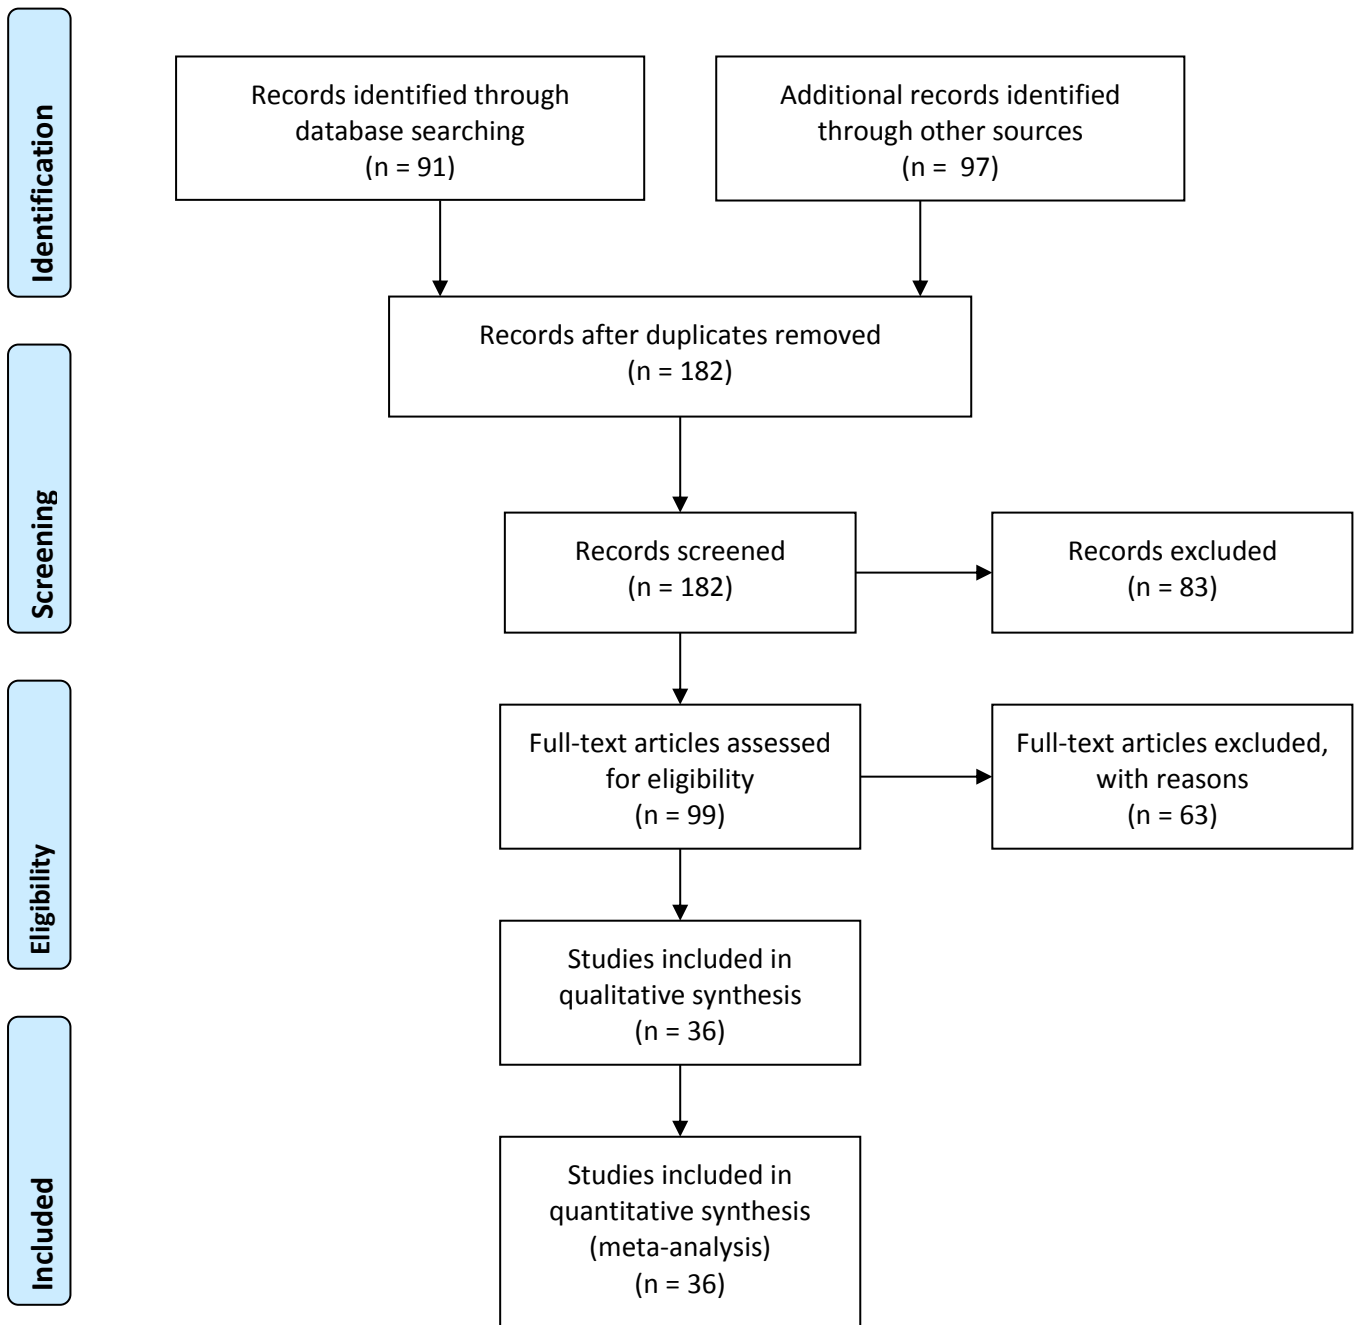 Identification
Records identified through
database searching
(n = 91)
Additional records identified
through other sources
(n =  97)
Records after duplicates removed
(n = 182)
Screening
Records screened
(n = 182)
Records excluded
(n = 83)
Eligibility
Full-text articles assessed
for eligibility
(n = 99)
Full-text articles excluded,
with reasons
(n = 63)
Studies included in
qualitative synthesis
(n = 36)
Included
Studies included in
quantitative synthesis
(meta-analysis)
(n = 36)